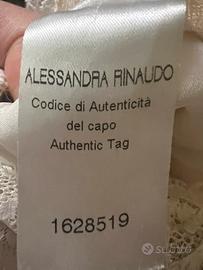 ALESSANDRA RINAUDO
Codice di Autenticità
del capo
Authentic Tag
1628519
SUBITO